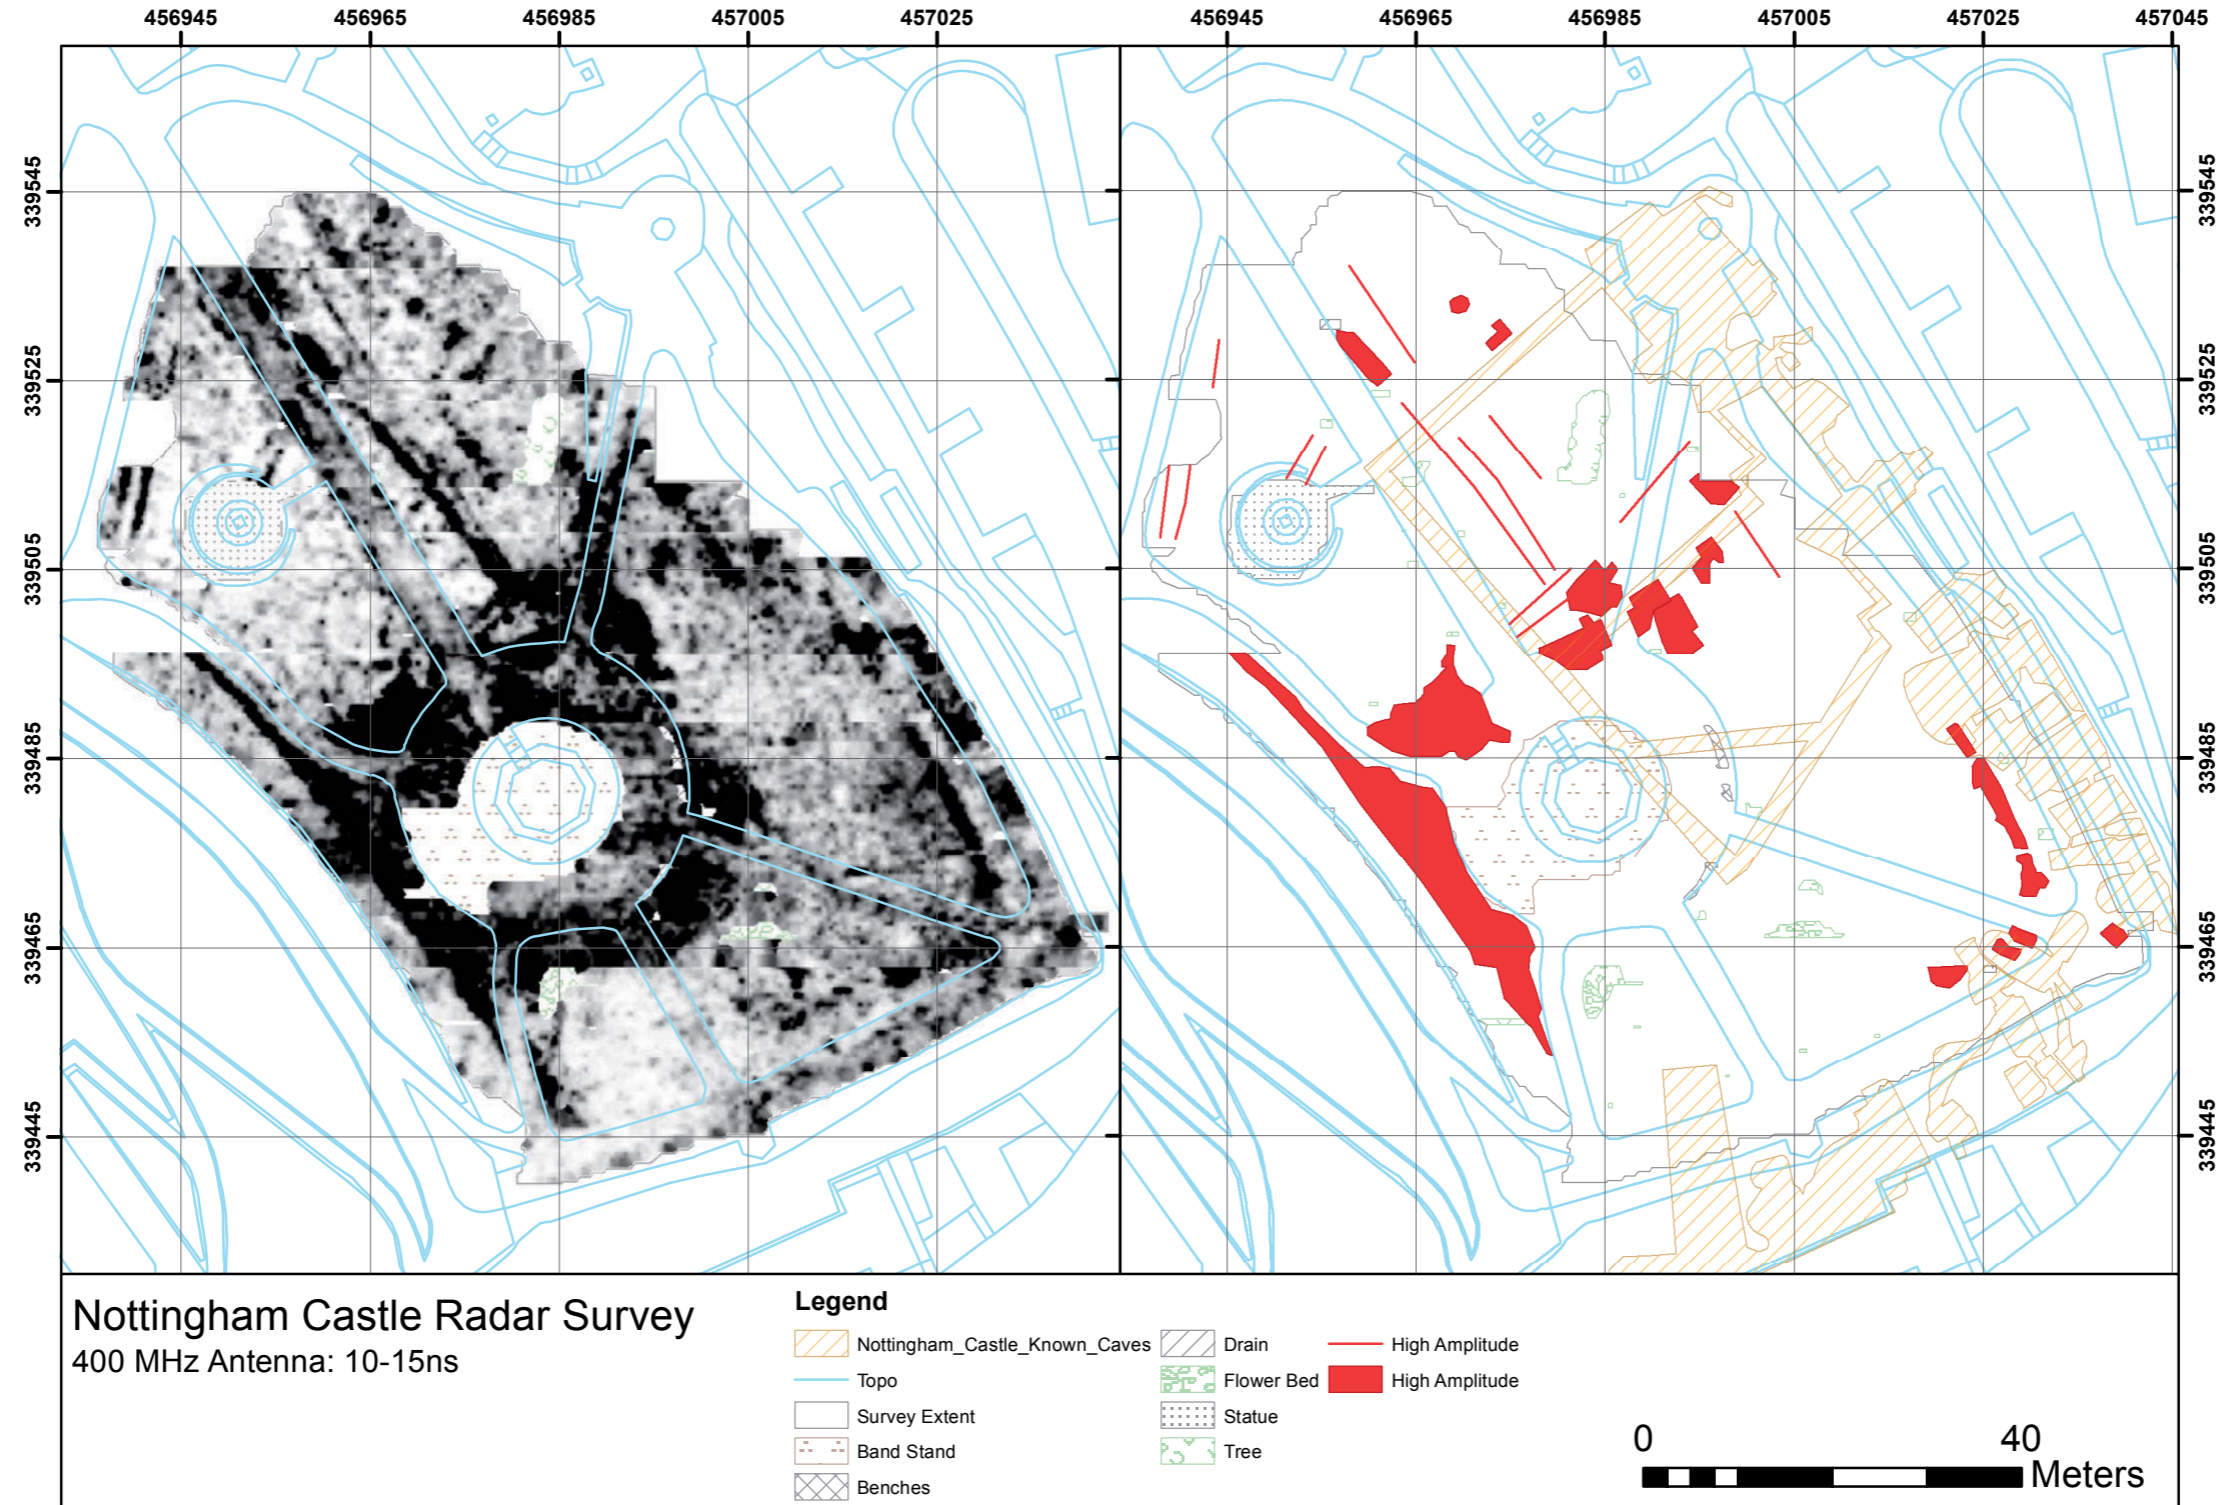 456945 456965 456985 457005 457025 456945 456965 456985 457005 457025 457045
339545 339545
339525 339525
339505 339505
339485 339485
339465 339465
339445 339445
Nottingham Castle Radar Survey
400 MHz Antenna: 10-15ns
Legend
Nottingham_Castle_Known_Caves
Topo
Survey Extent
Band Stand
Benches
Drain
Flower Bed
Statue
Tree
High Amplitude
High Amplitude
0 40
Meters